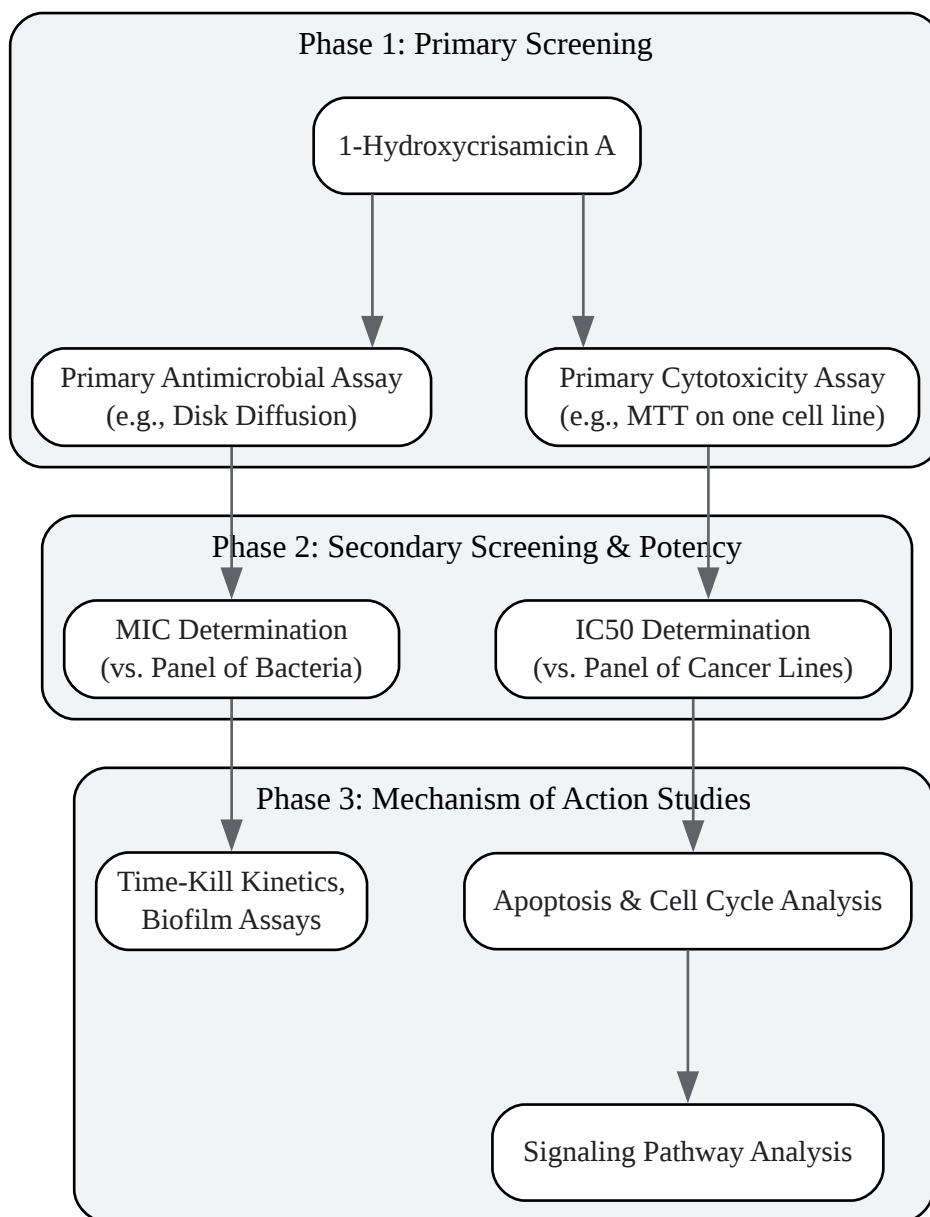 Phase 1: Primary Screening
1-Hydroxycrisamicin A
Primary Antimicrobial Assay
(e.g., Disk Diffusion)
Primary Cytotoxicity Assay
(e.g., MTT on one cell line)
Phase 2: Secondary Screening & Potency
MIC Determination
(vs. Panel of Bacteria)
IC50 Determination
(vs. Panel of Cancer Lines)
Phase 3: Mechanism of Action Studies
Time-Kill Kinetics,
Biofilm Assays
Apoptosis & Cell Cycle Analysis
Signaling Pathway Analysis